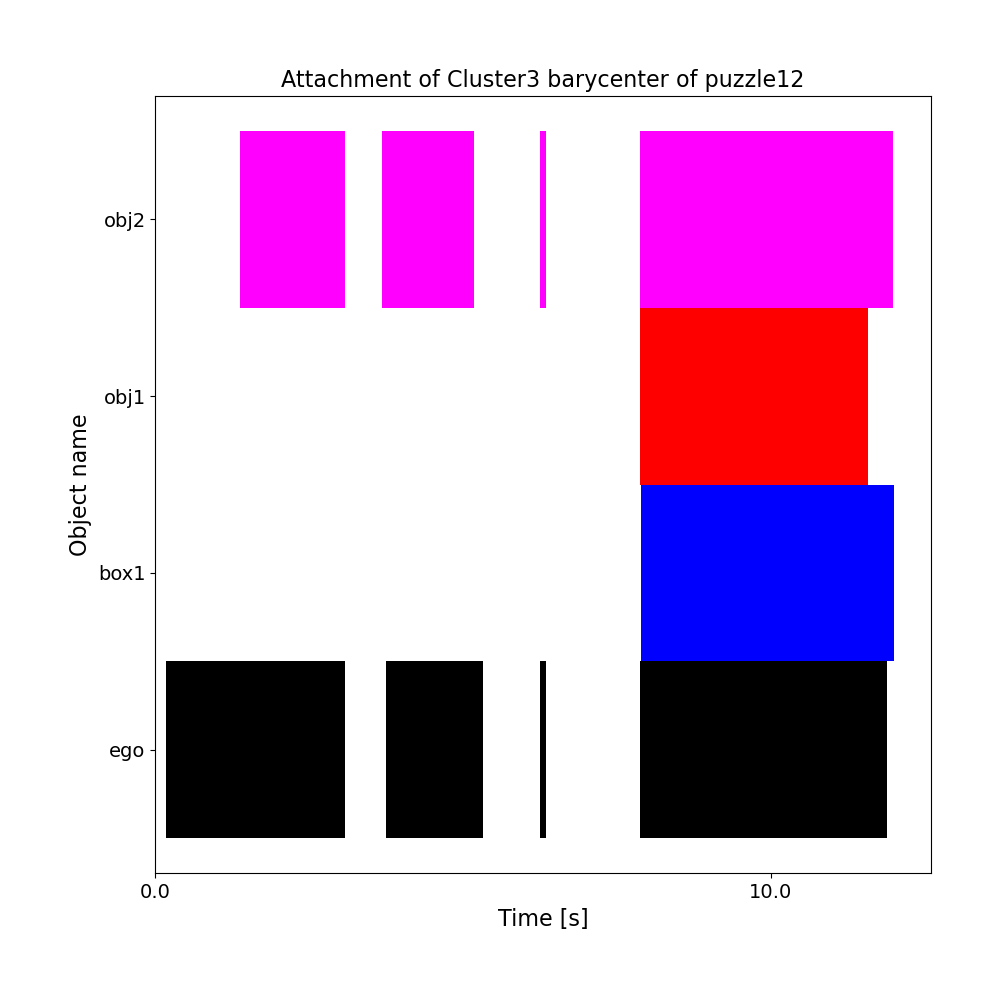 Attachment of Cluster3 barycenter of puzzle12
obj2
obj1
box1
ego
Object name
0.0
10.0
Time [s]